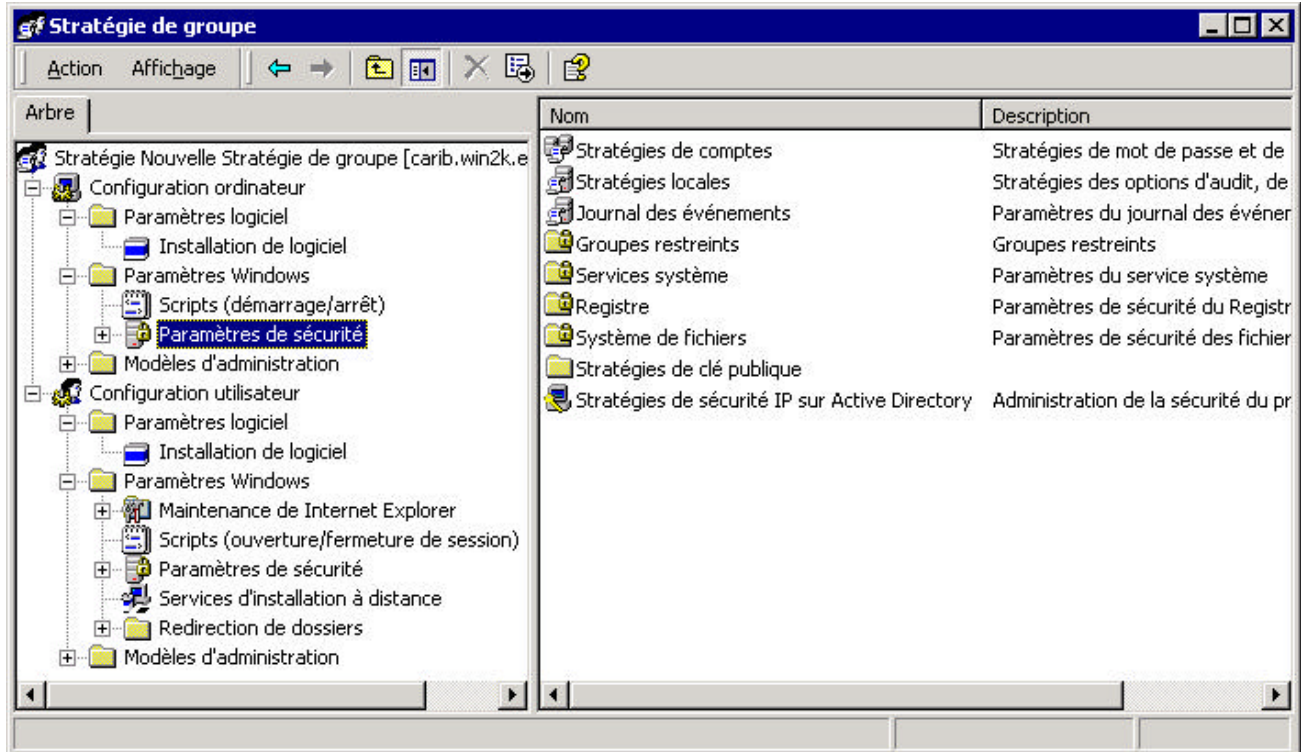 Stratégie de groupe
Action Affichage
Arbre
Stratégie Nouvelle Stratégie de groupe [carib.win2k.e
Configuration ordinateur
Paramètres logiciel
Installation de logiciel
Paramètres Windows
Scripts (démarrage/arrêt)
Paramètres de sécurité
Modèles d'administration
Configuration utilisateur
Paramètres logiciel
Installation de logiciel
Paramètres Windows
Maintenance de Internet Explorer
Scripts (ouverture/fermeture de session)
Paramètres de sécurité
Services d'installation à distance
Redirection de dossiers
Modèles d'administration
Nom Description
Stratégies de comptes Stratégies de mot de passe et de
Stratégies locales Stratégies des options d'audit, de
Journal des événements Paramètres du journal des événer
Groupes restreints Groupes restreints
Services système Paramètres du service système
Registre Paramètres de sécurité du Registr
Système de fichiers Paramètres de sécurité des fichier
Stratégies de clé publique
Stratégies de sécurité IP sur Active Directory Administration de la sécurité du pr